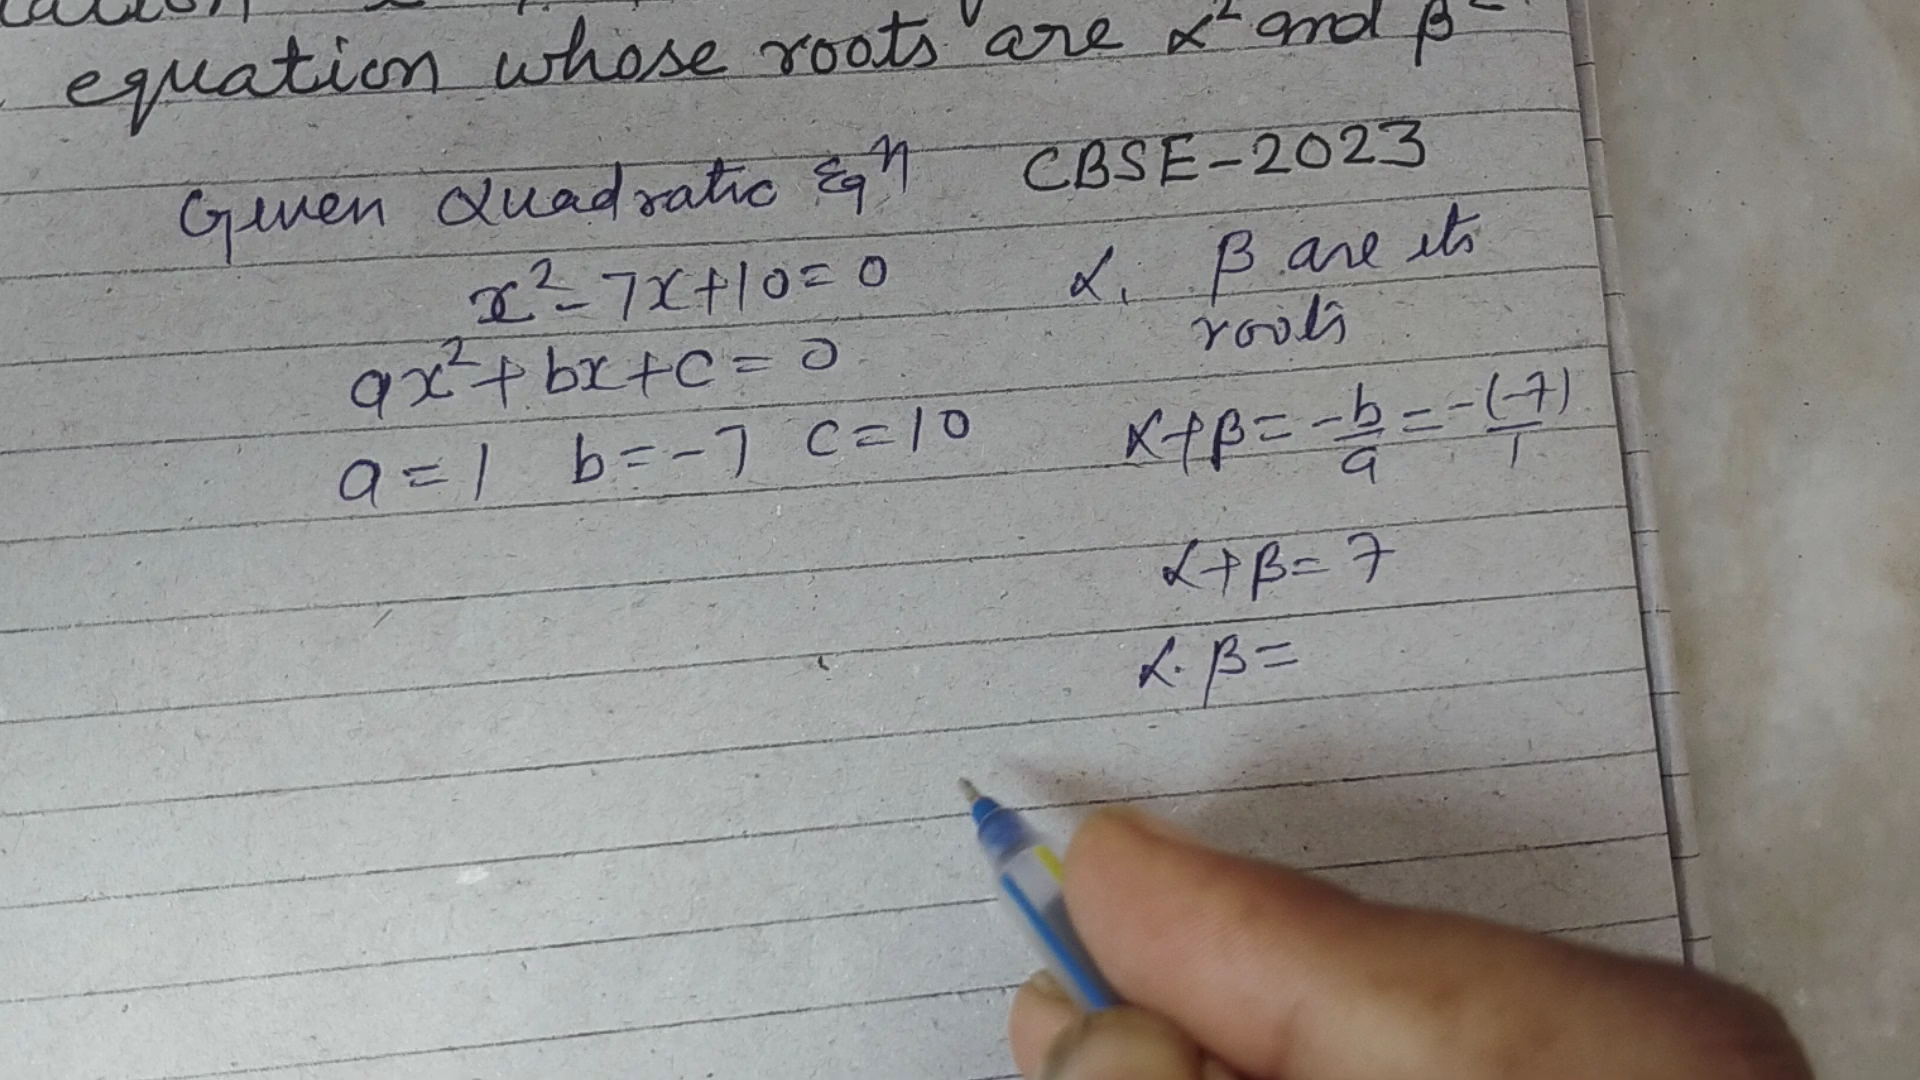 equation whose roots are α² and β²
Given Quadratic Eqⁿ
CBSE-2023
x²-7x+10=0
α, β are its
roots
ax²+bx+c=0
a=1 b=-7 c=10
α+β=-b/a=-(-7)/1
α+β=7
α.β=